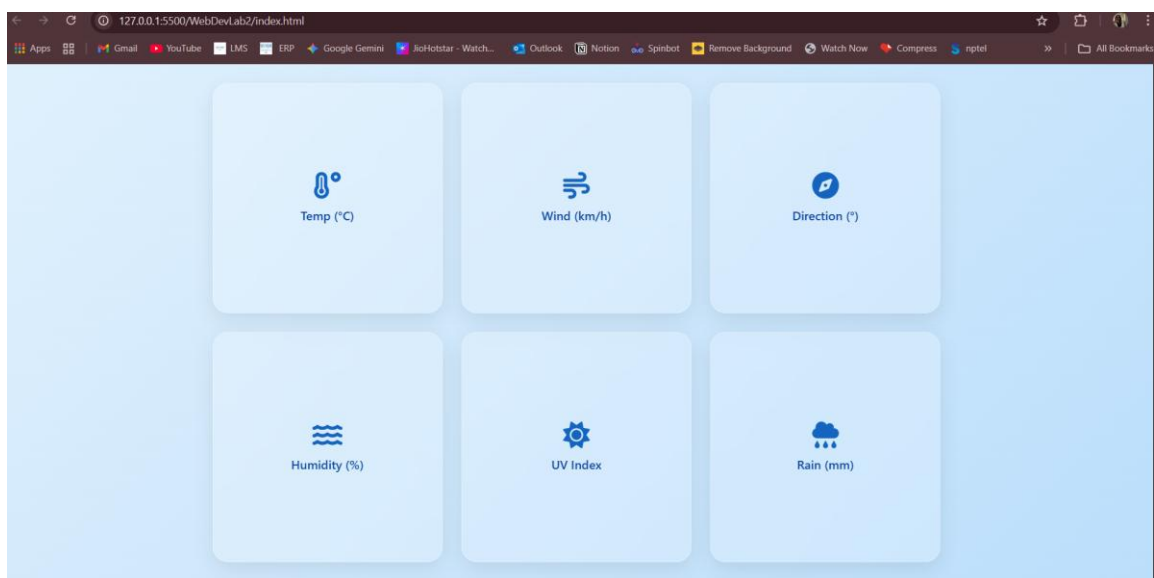 127.0.0.1:5500/WebDevLab2/index.html
Apps Gmail YouTube LMS ERP Google Gemini JioHotstar - Watch... Outlook Notion Spinbot Remove Background Watch Now Compress nptel » All Bookmarks
Temp (°C) Wind (km/h) Direction (°)
Humidity (%) UV Index Rain (mm)